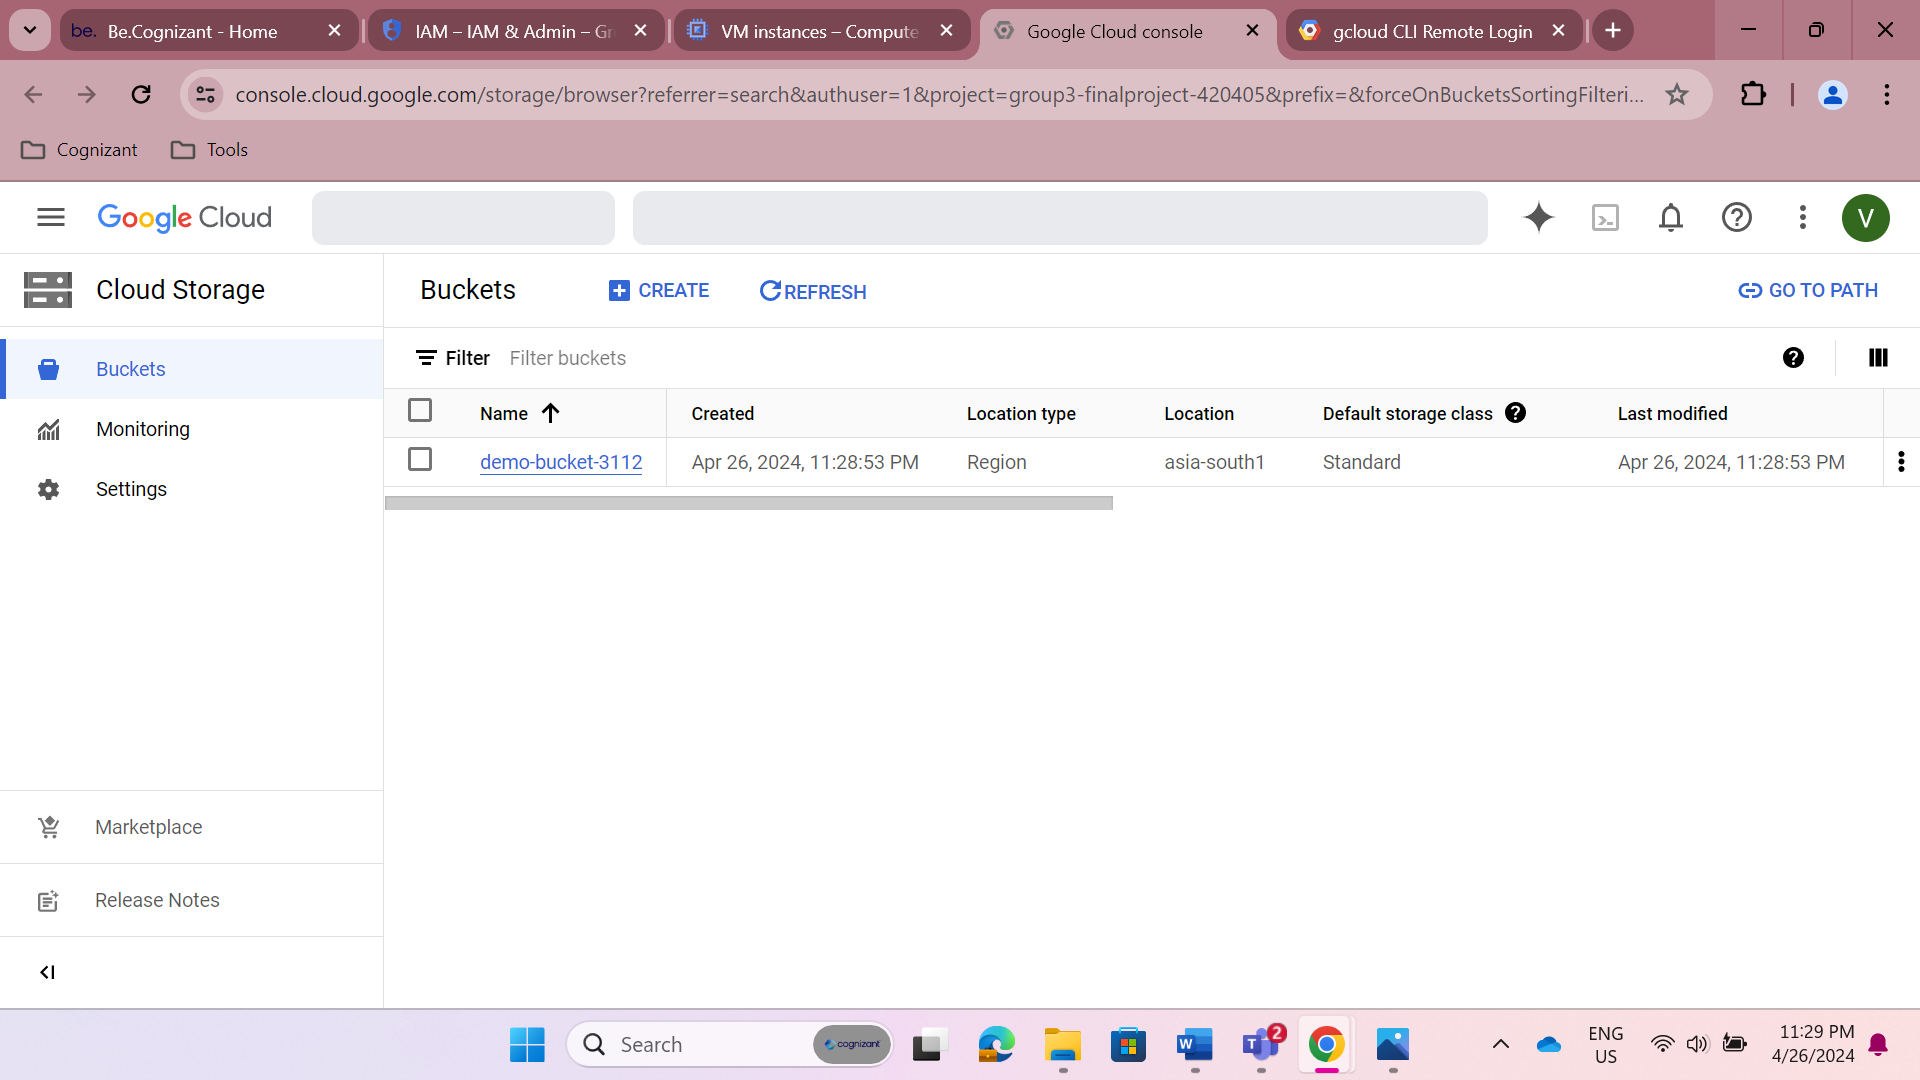 be. Be.Cognizant - Home
IAM – IAM & Admin – Gr
VM instances – Compute
Google Cloud console
gcloud CLI Remote Login
console.cloud.google.com/storage/browser?referrer=search&authuser=1&project=group3-finalproject-420405&prefix=&forceOnBucketsSortingFilteri...
Cognizant
Tools
Google Cloud
V
Cloud Storage
Buckets
CREATE
REFRESH
GO TO PATH
Buckets
Monitoring
Settings
Filter Filter buckets
Name Created Location type Location Default storage class Last modified
demo-bucket-3112 Apr 26, 2024, 11:28:53 PM Region asia-south1 Standard Apr 26, 2024, 11:28:53 PM
Marketplace
Release Notes
Search
cognizant
W
T
2
ENG
US
11:29 PM
4/26/2024